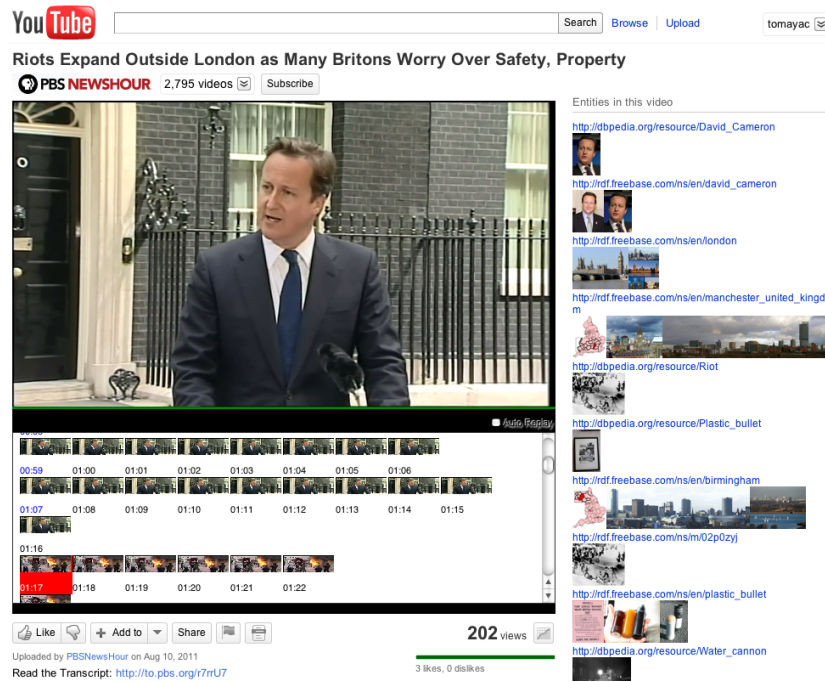 YouTube Search Browse Upload tomayac
Riots Expand Outside London as Many Britons Worry Over Safety, Property
PBS NEWSHOUR 2,795 videos Subscribe
Entities in this video
http://dbpedia.org/resource/David_Cameron
http://rdf.freebase.com/ns/en/david_cameron
http://rdf.freebase.com/ns/en/london
http://rdf.freebase.com/ns/en/manchester_united_kingd
m
http://dbpedia.org/resource/Riot
http://dbpedia.org/resource/Plastic_bullet
http://rdf.freebase.com/ns/en/birmingham
http://rdf.freebase.com/ns/m/02p0zyj
http://rdf.freebase.com/ns/en/plastic_bullet
http://dbpedia.org/resource/Water_cannon
Auto Replay
00:59 01:00 01:01 01:02 01:03 01:04 01:05 01:06
01:07 01:08 01:09 01:10 01:11 01:12 01:13 01:14 01:15
01:16
01:17 01:18 01:19 01:20 01:21 01:22
Like Add to Share 202 views
Uploaded by PBSNewsHour on Aug 10, 2011
3 likes, 0 dislikes
Read the Transcript: http://to.pbs.org/r7rrU7